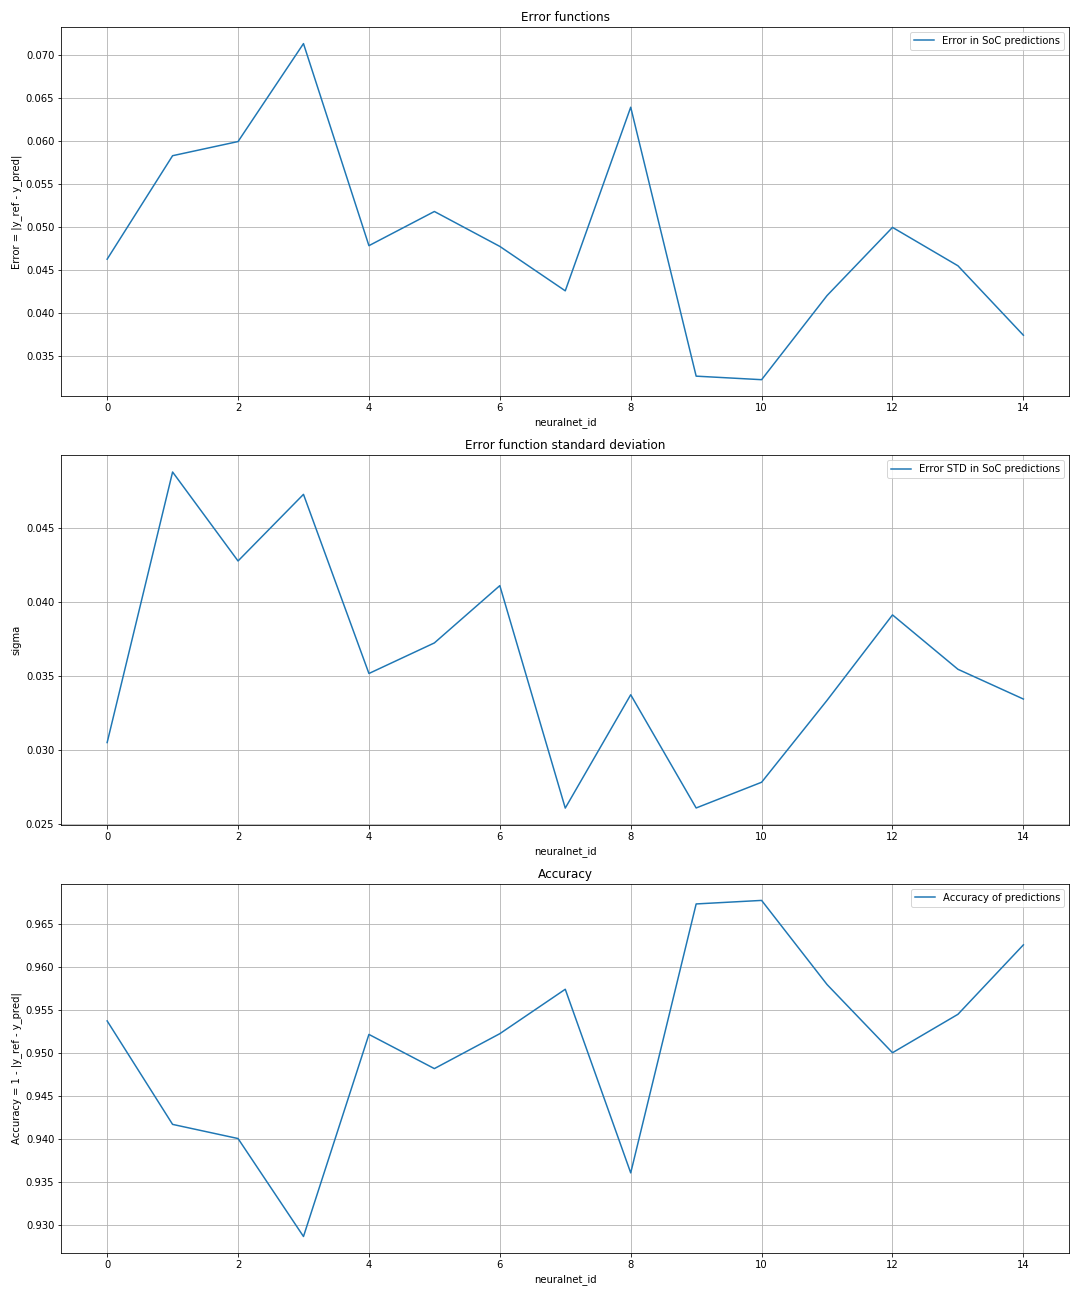 Error functions
Error in SoC predictions
0.070
0.065
0.060
0.055
0.050
0.045
0.040
0.035
Error = |y_ref - y_pred|
0 2 4 6 8 10 12 14
neuralnet_id
Error function standard deviation
Error STD in SoC predictions
0.045
0.040
0.035
0.030
0.025
sigma
0 2 4 6 8 10 12 14
neuralnet_id
Accuracy
Accuracy of predictions
0.965
0.960
0.955
0.950
0.945
0.940
0.935
0.930
Accuracy = 1 - |y_ref - y_pred|
0 2 4 6 8 10 12 14
neuralnet_id